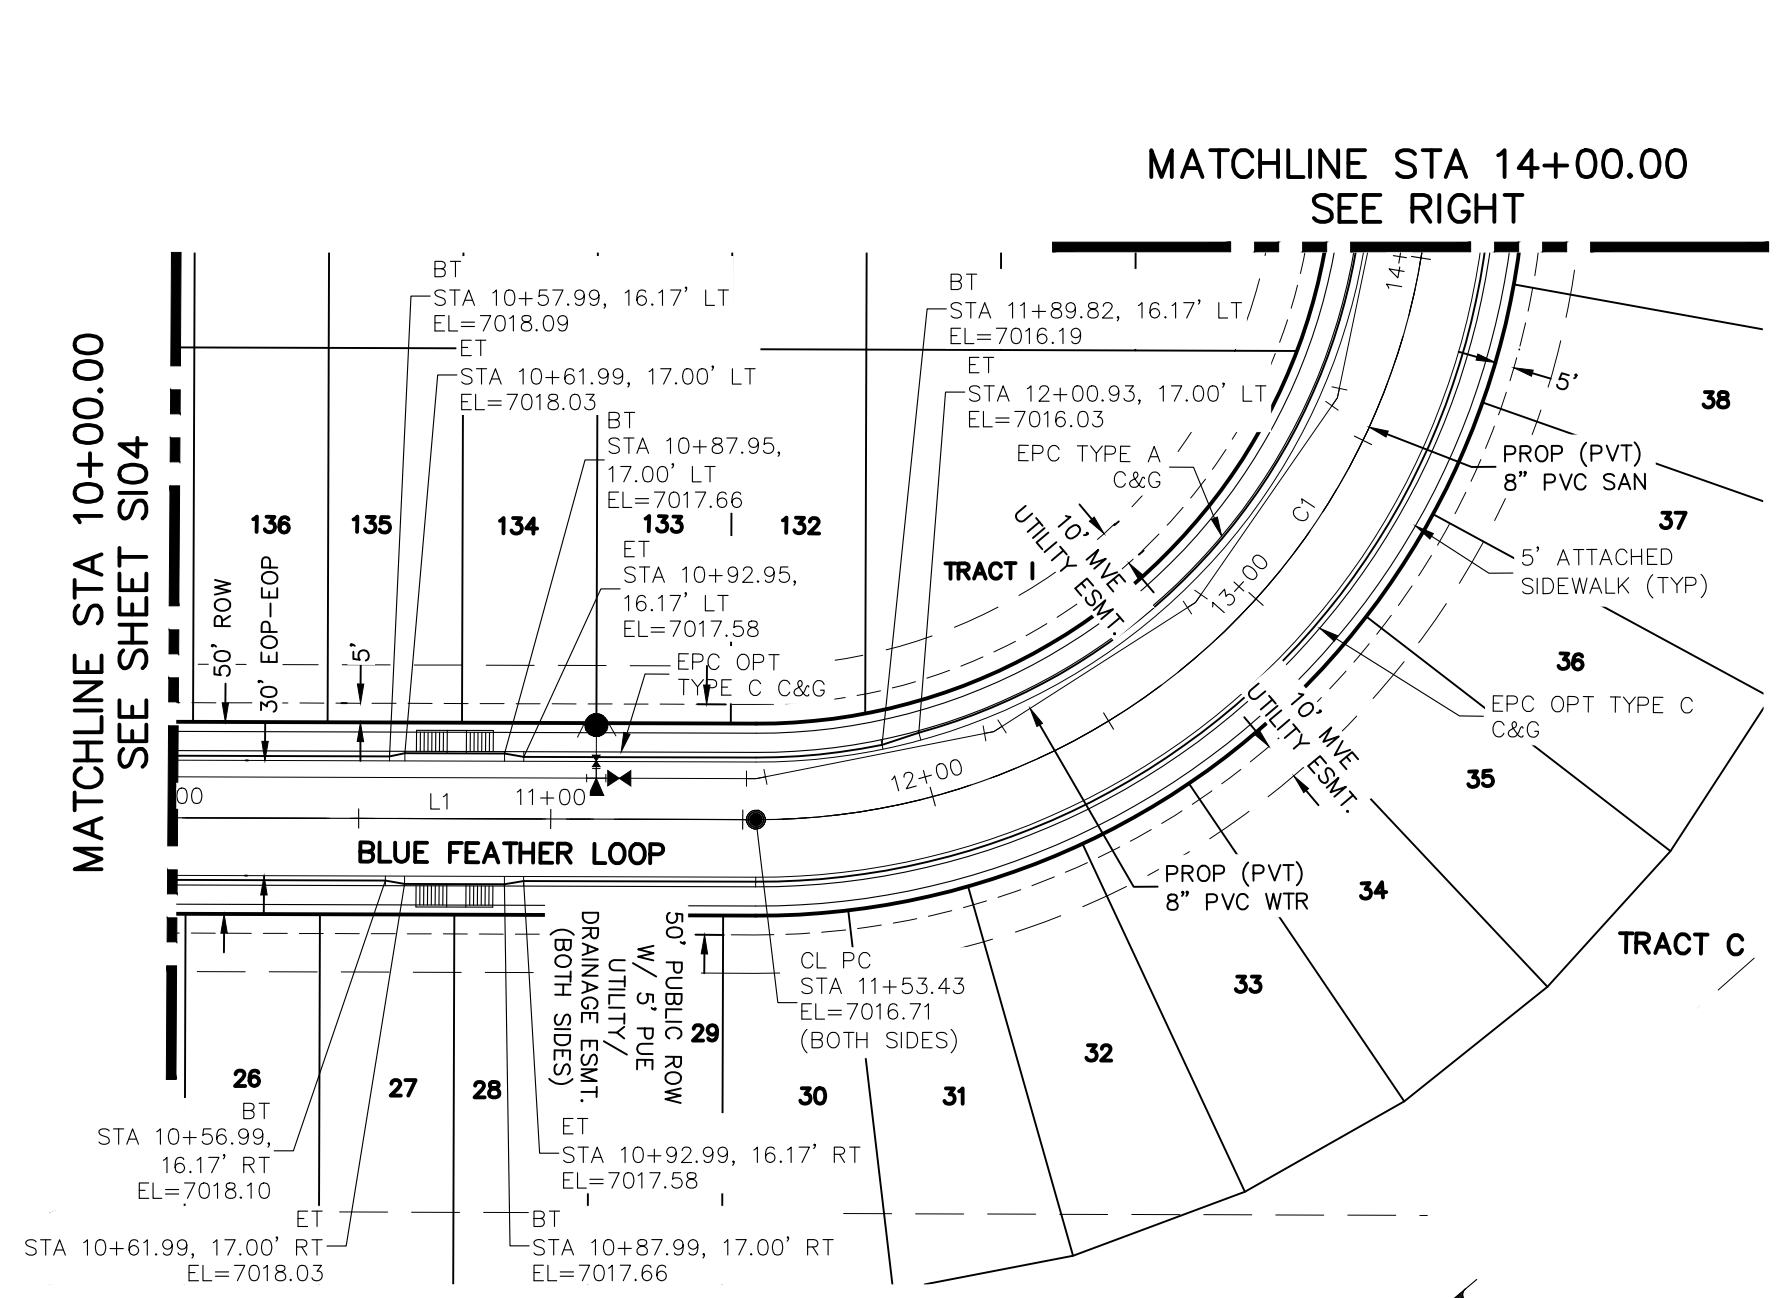 MATCHLINE STA 14+00.00
SEE RIGHT
MATCHLINE STA 10+00.00
SEE SHEET SI04
BT
STA 10+57.99, 16.17' LT
EL=7018.09
ET
STA 10+61.99, 17.00' LT
EL=7018.03
BT
STA 10+87.95,
17.00' LT
EL=7017.66
ET
STA 10+92.95,
16.17' LT
EL=7017.58
EPC OPT
TYPE C C&G
BT
STA 11+89.82, 16.17' LT
EL=7016.19
ET
STA 12+00.93, 17.00' LT
EL=7016.03
EPC TYPE A
C&G
14+
5'
38
PROP (PVT)
8" PVC SAN
C1
37
5' ATTACHED
SIDEWALK (TYP)
136
135
134
133
132
TRACT I
10' MVE
UTILITY ESMT.
13+00
36
50' ROW
30' EOP-EOP
5'
EPC OPT TYPE C
C&G
10' MVE
UTILITY ESMT.
35
00
L1
11+00
12+00
BLUE FEATHER LOOP
PROP (PVT)
8" PVC WTR
34
TRACT C
50' PUBLIC ROW
W/ 5' PUE
UTILITY/
DRAINAGE ESMT.
(BOTH SIDES)
CL PC
STA 11+53.43
EL=7016.71
(BOTH SIDES)
33
29
32
26
27
28
30
31
BT
STA 10+56.99,
16.17' RT
EL=7018.10
ET
STA 10+92.99, 16.17' RT
EL=7017.58
ET
STA 10+61.99, 17.00' RT
EL=7018.03
BT
STA 10+87.99, 17.00' RT
EL=7017.66